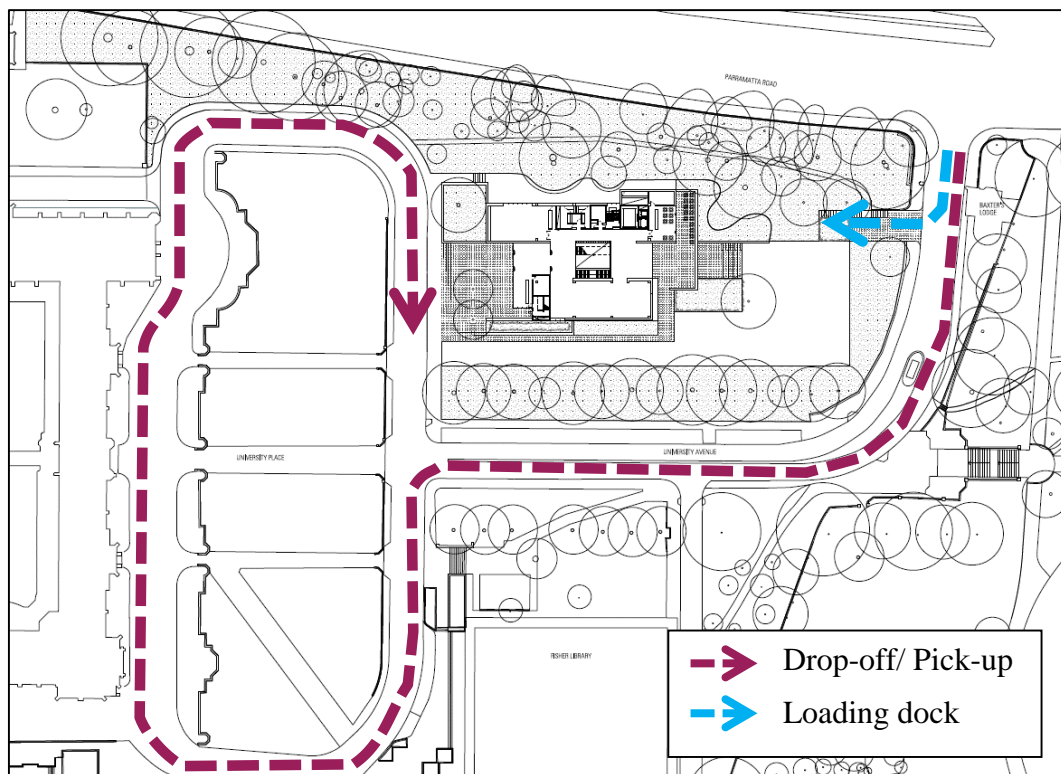 PARRAMATTA ROAD
BAXTER'S
LODGE
UNIVERSITY PLACE
UNIVERSITY AVENUE
FISHER LIBRARY
Drop-off/ Pick-up
Loading dock